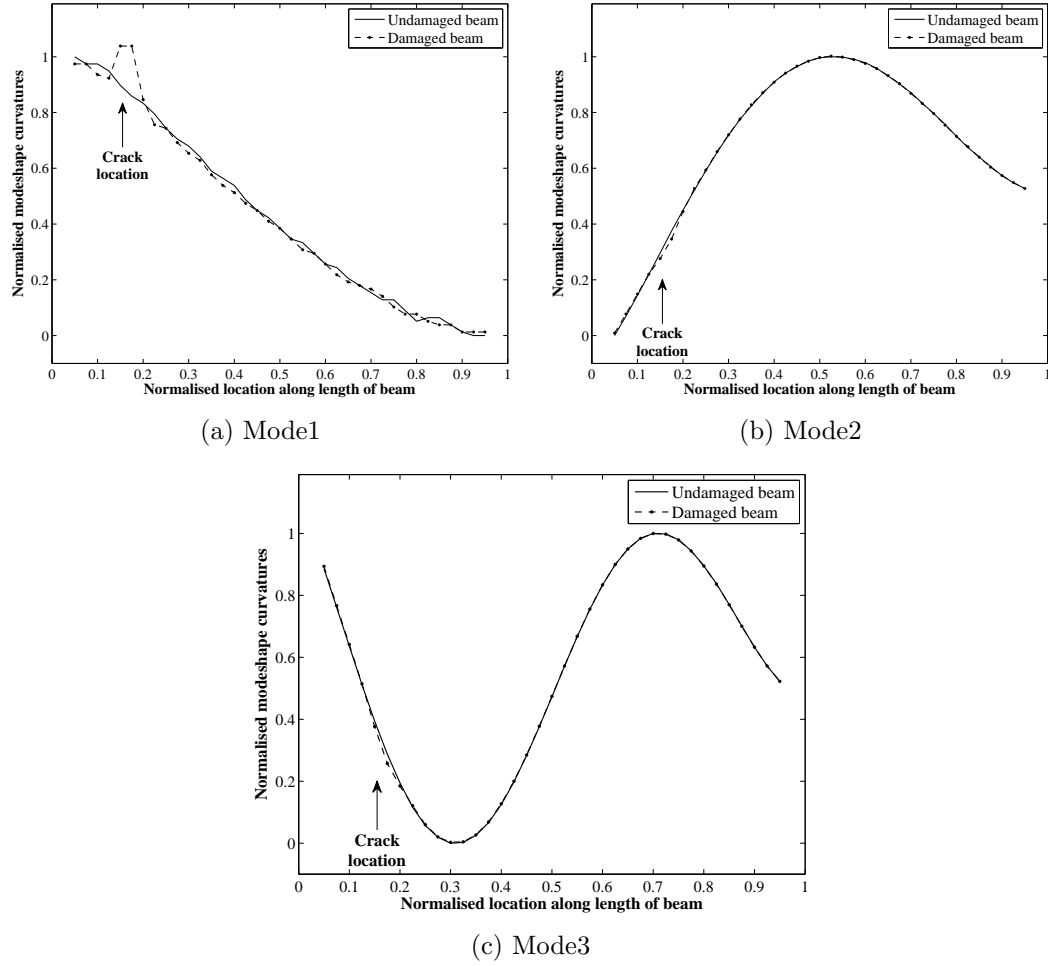 Undamaged beam
Damaged beam
1
0.8
0.6
0.4
0.2
0
Normalised modeshape curvatures
Crack
location
0 0.1 0.2 0.3 0.4 0.5 0.6 0.7 0.8 0.9 1
Normalised location along length of beam
(a) Mode1
Undamaged beam
Damaged beam
1
0.8
0.6
0.4
0.2
0
Normalised modeshape curvatures
Crack
location
0 0.1 0.2 0.3 0.4 0.5 0.6 0.7 0.8 0.9 1
Normalised location along length of beam
(b) Mode2
Undamaged beam
Damaged beam
1
0.8
0.6
0.4
0.2
0
Normalised modeshape curvatures
Crack
location
0 0.1 0.2 0.3 0.4 0.5 0.6 0.7 0.8 0.9 1
Normalised location along length of beam
(c) Mode3